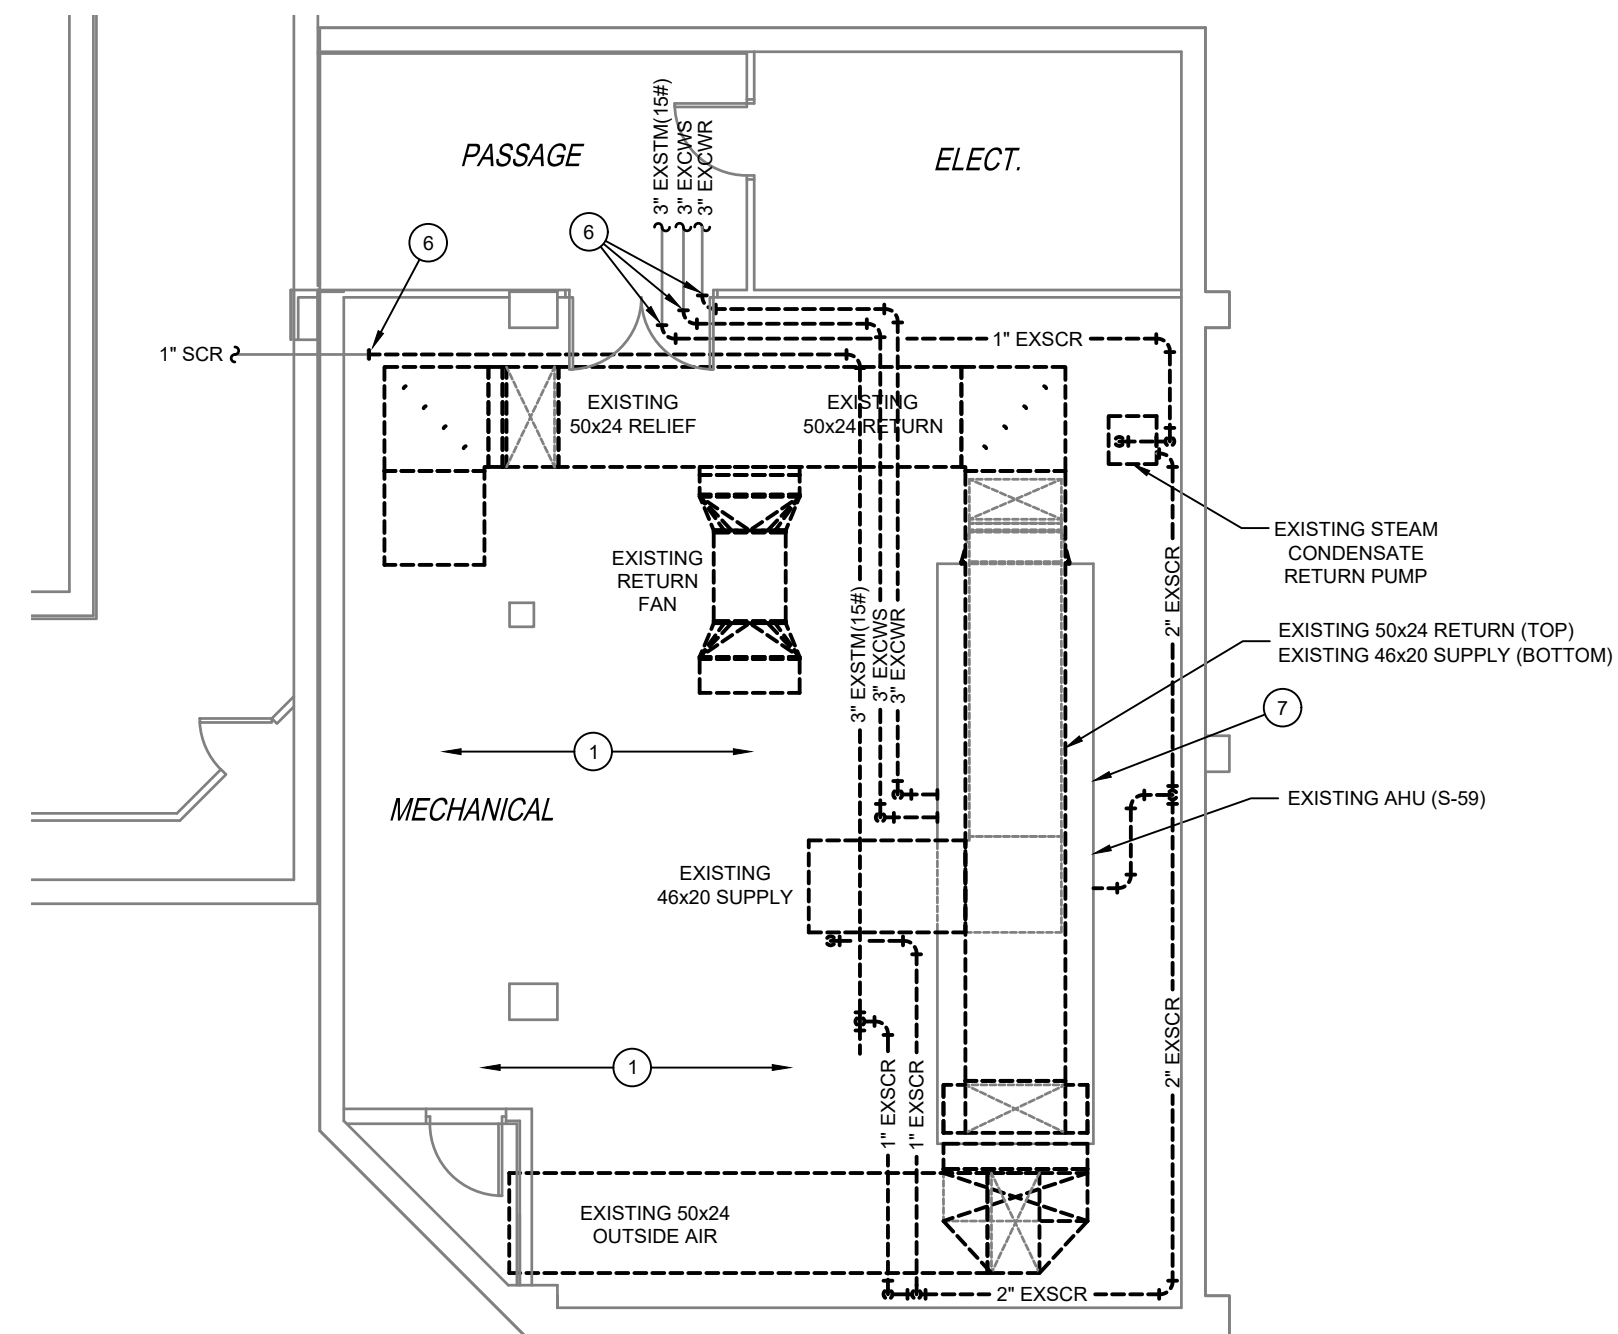 3" EXSTM(15#)
3" EXCWS
3" EXCWR
PASSAGE
ELECT.
6
6
1" SCR
1" EXSCR
EXISTING
50x24 RELIEF
EXISTING
50x24 RETURN
EXISTING STEAM
CONDENSATE
RETURN PUMP
EXISTING
RETURN
FAN
3" EXSTM(15#)
3" EXCWS
3" EXCWR
2" EXSCR
EXISTING 50x24 RETURN (TOP)
EXISTING 46x20 SUPPLY (BOTTOM)
7
1
MECHANICAL
EXISTING AHU (S-59)
EXISTING
46x20 SUPPLY
1
1" EXSCR
1" EXSCR
2" EXSCR
EXISTING 50x24
OUTSIDE AIR
2" EXSCR